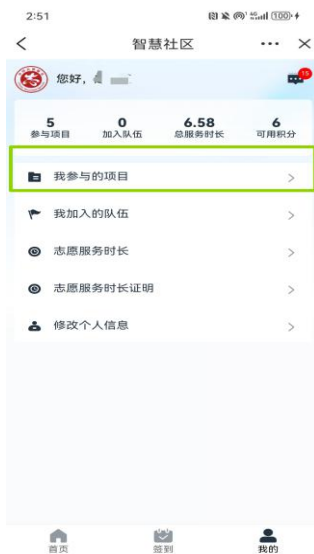 2:51
100
智慧社区
您好,
15
5
0
6.58
6
参与项目
加入队伍
总服务时长
可用积分
我参与的项目
我加入的队伍
志愿服务时长
志愿服务时长证明
修改个人信息
首页
签到
我的